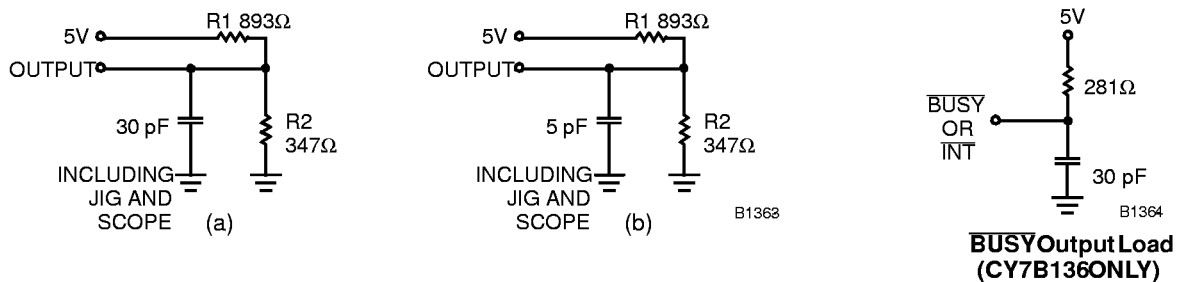 R1 893Ω
5V
OUTPUT
30 pF
R2
347Ω
INCLUDING
JIG AND
SCOPE
(a)
R1 893Ω
5V
OUTPUT
5 pF
R2
347Ω
INCLUDING
JIG AND
SCOPE
(b)
B1363
5V
281Ω
BUSY
OR
INT
30 pF
B1364
BUSY Output Load
(CY7B136ONLY)